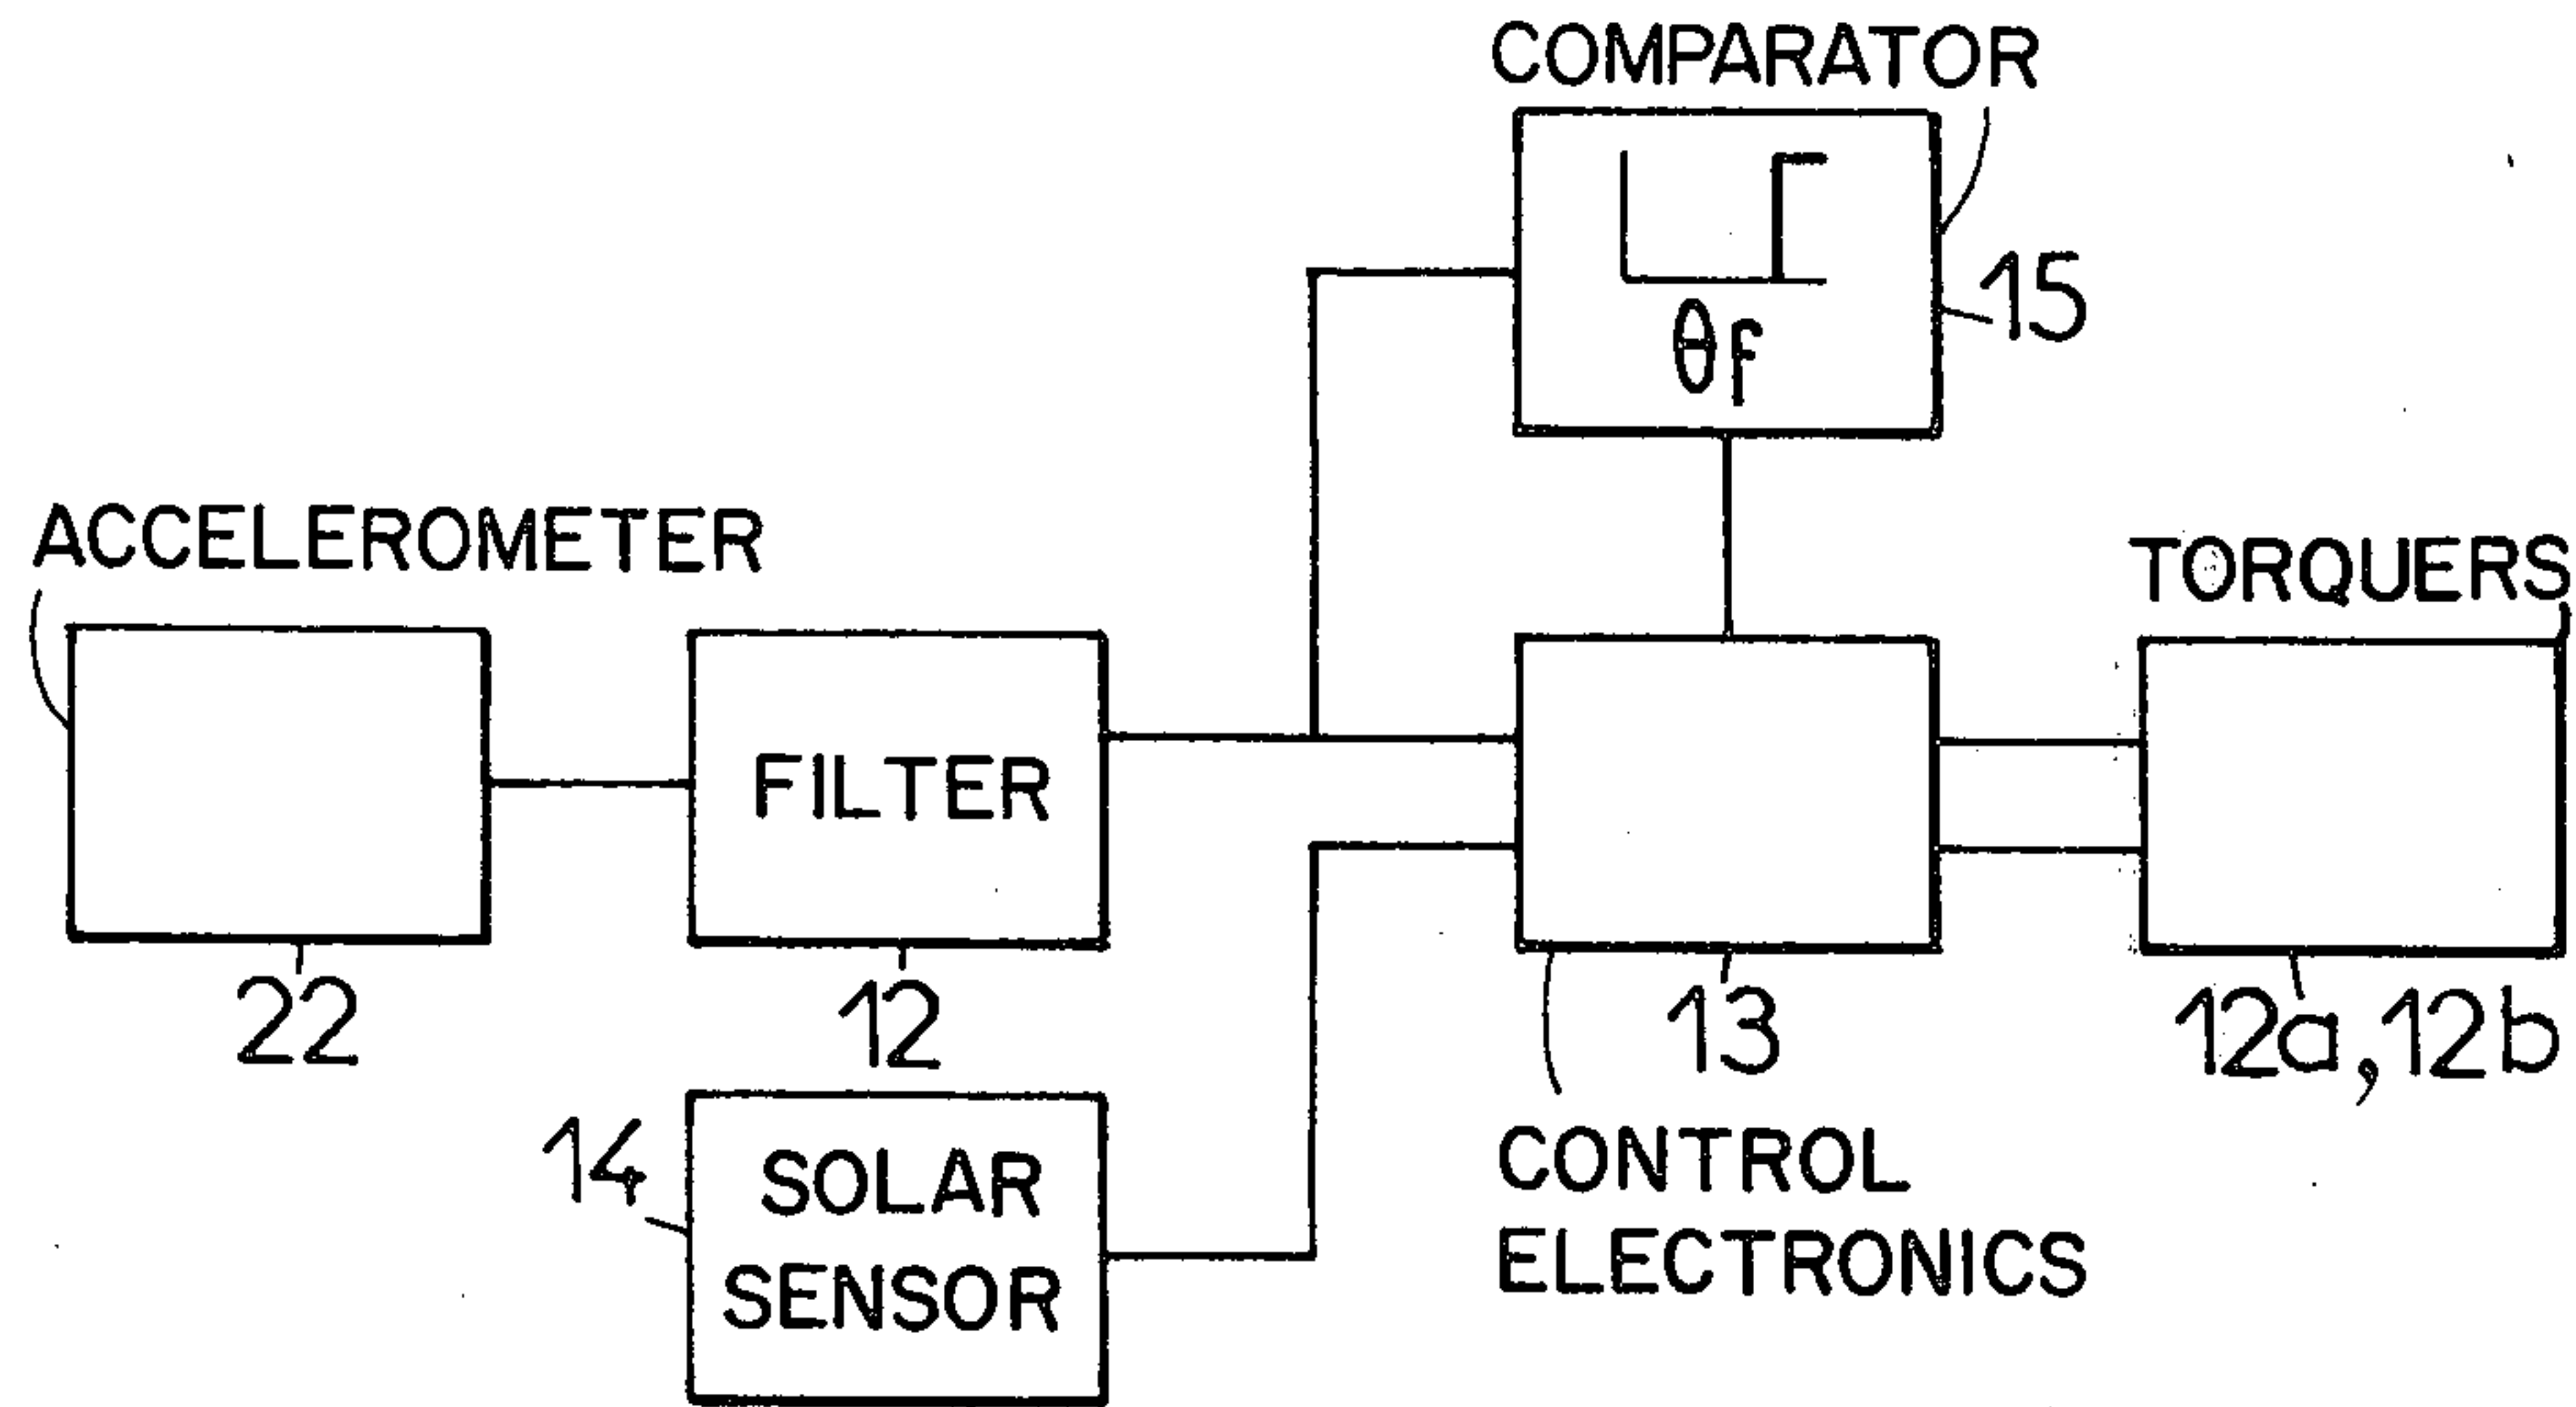 COMPARATOR
θf
15
ACCELEROMETER
TORQUERS
FILTER
22
12
13
12a, 12b
14
SOLAR
SENSOR
CONTROL
ELECTRONICS